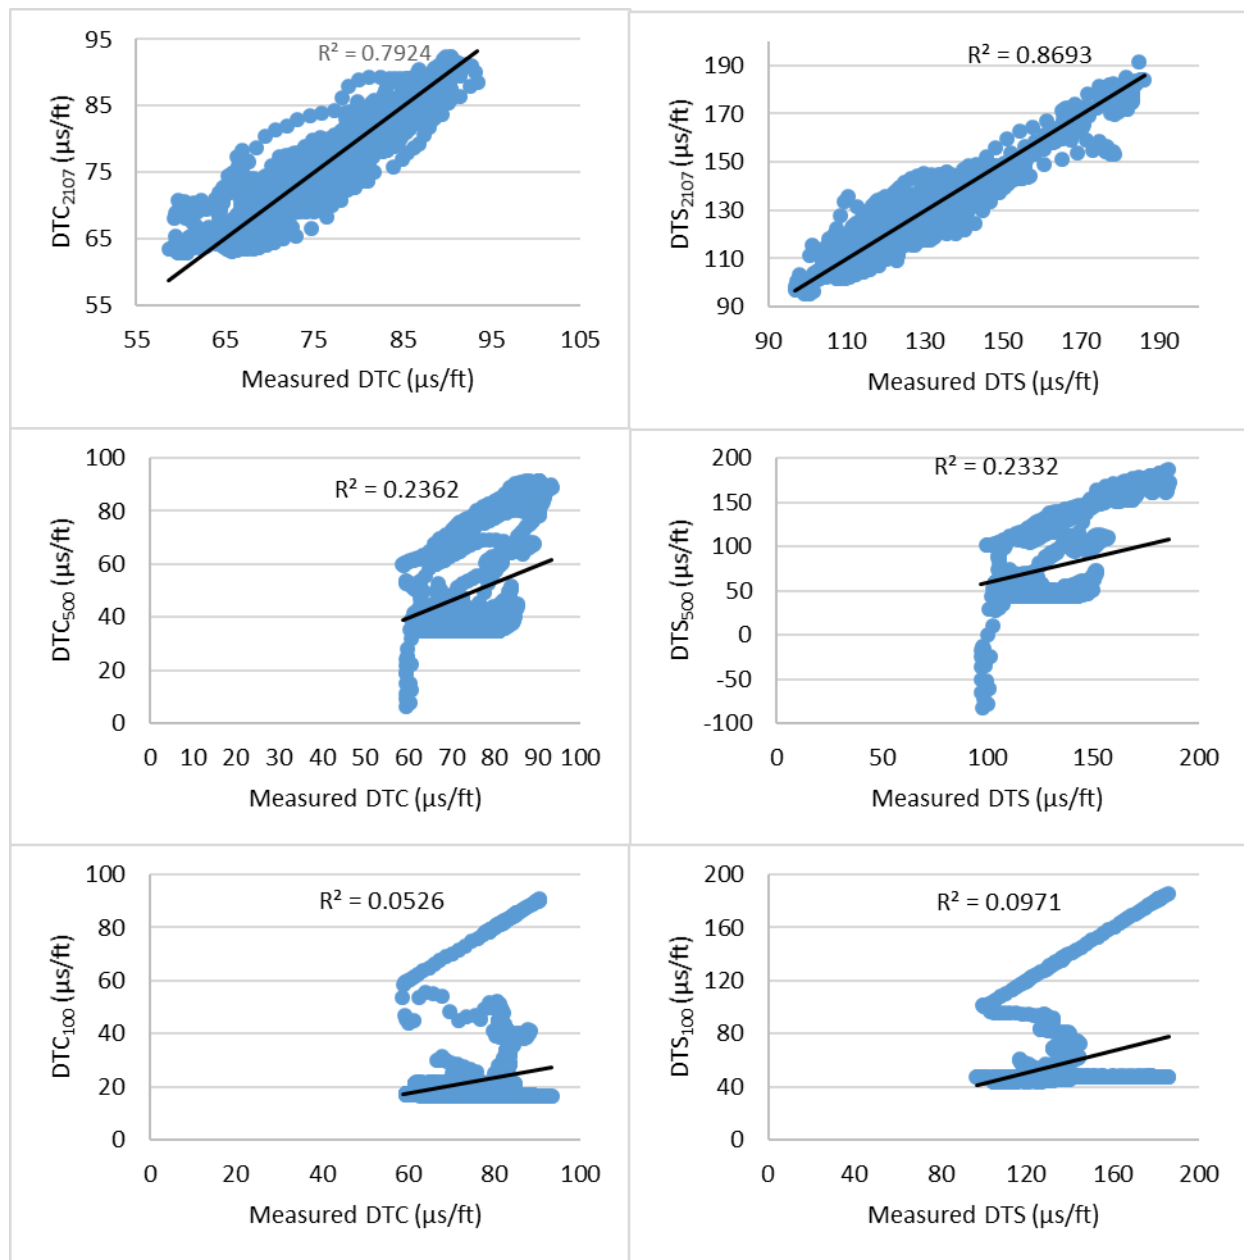 R² = 0.7924
95
85
75
65
55
DTC₂₁₀₇ (µs/ft)
55 65 75 85 95 105
Measured DTC (µs/ft)
R² = 0.8693
190
170
150
130
110
90
DTS₂₁₀₇ (µs/ft)
90 110 130 150 170 190
Measured DTS (µs/ft)
R² = 0.2362
100
80
60
40
20
0
DTC₅₀₀ (µs/ft)
0 10 20 30 40 50 60 70 80 90 100
Measured DTC (µs/ft)
R² = 0.2332
200
150
100
50
0
-50
-100
DTS₅₀₀ (µs/ft)
0 50 100 150 200
Measured DTS (µs/ft)
R² = 0.0526
100
80
60
40
20
0
DTC₁₀₀ (µs/ft)
0 20 40 60 80 100
Measured DTC (µs/ft)
R² = 0.0971
200
160
120
80
40
0
DTS₁₀₀ (µs/ft)
0 40 80 120 160 200
Measured DTS (µs/ft)